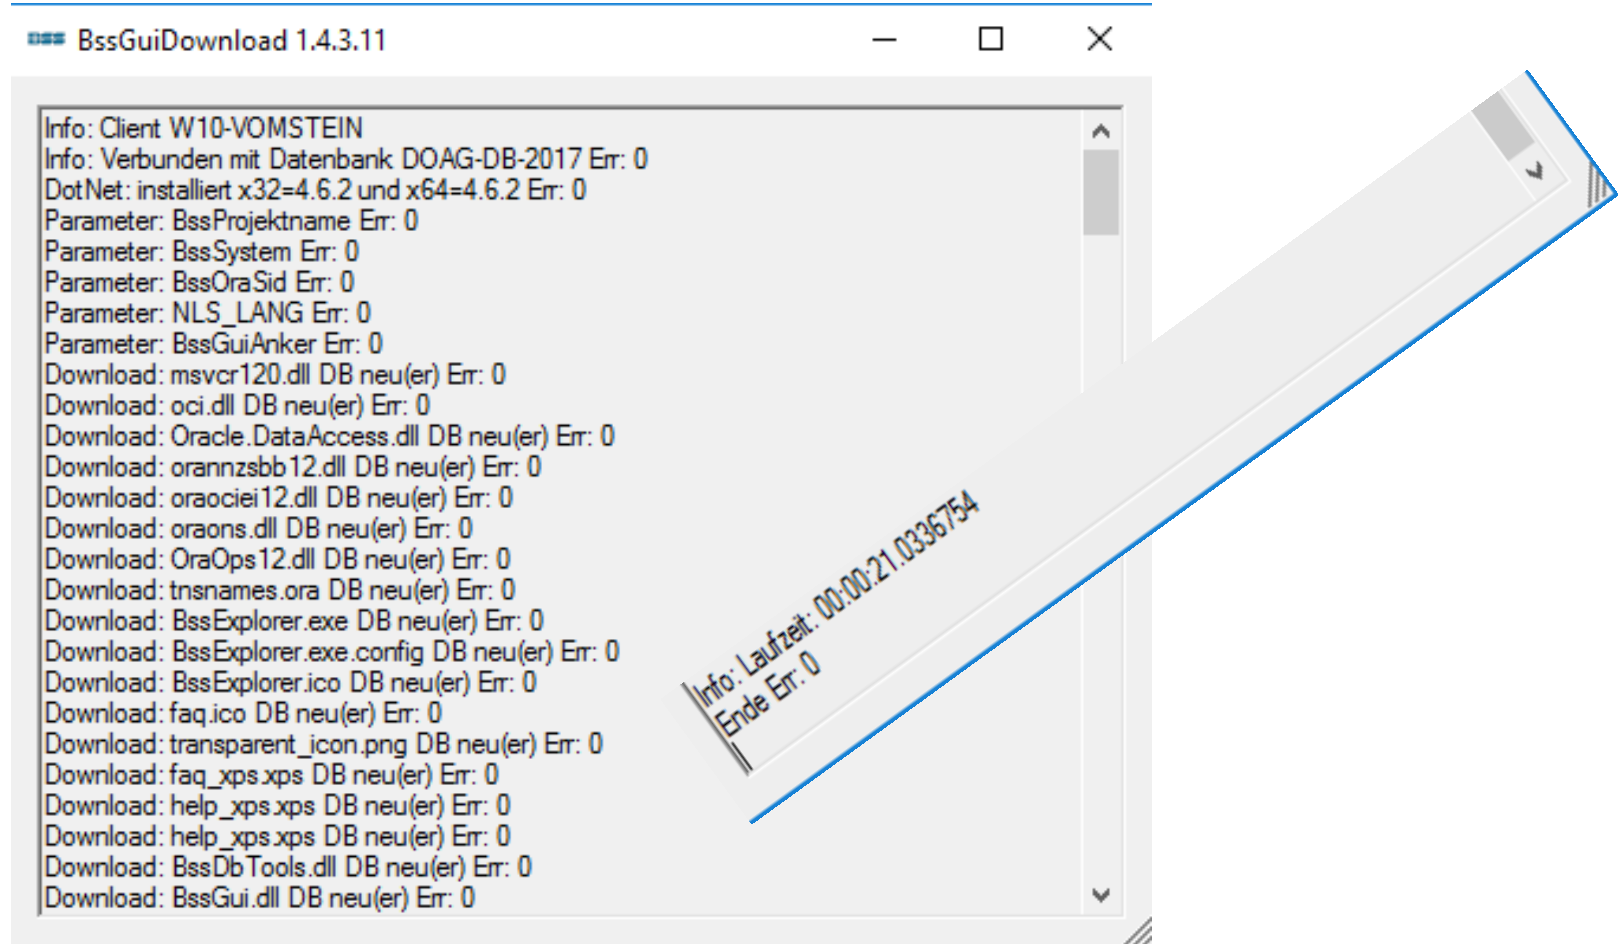 BSS BssGuiDownload 1.4.3.11
Info: Client W10-VOMSTEIN
Info: Verbunden mit Datenbank DOAG-DB-2017 Err: 0
DotNet: installiert x32=4.6.2 und x64=4.6.2 Err: 0
Parameter: BssProjektname Err: 0
Parameter: BssSystem Err: 0
Parameter: BssOraSid Err: 0
Parameter: NLS_LANG Err: 0
Parameter: BssGuiAnker Err: 0
Download: msvcr120.dll DB neu(er) Err: 0
Download: oci.dll DB neu(er) Err: 0
Download: Oracle.DataAccess.dll DB neu(er) Err: 0
Download: orannzsbb12.dll DB neu(er) Err: 0
Download: oraociei12.dll DB neu(er) Err: 0
Download: oraons.dll DB neu(er) Err: 0
Download: OraOps12.dll DB neu(er) Err: 0
Download: tnsnames.ora DB neu(er) Err: 0
Download: BssExplorer.exe DB neu(er) Err: 0
Download: BssExplorer.exe.config DB neu(er) Err: 0
Download: BssExplorer.ico DB neu(er) Err: 0
Download: faq.ico DB neu(er) Err: 0
Download: transparent_icon.png DB neu(er) Err: 0
Download: faq_xps.xps DB neu(er) Err: 0
Download: help_xps.xps DB neu(er) Err: 0
Download: help_xps.xps DB neu(er) Err: 0
Download: BssDbTools.dll DB neu(er) Err: 0
Download: BssGui.dll DB neu(er) Err: 0
Info: Laufzeit: 00:00:21.0336754
Ende Err: 0